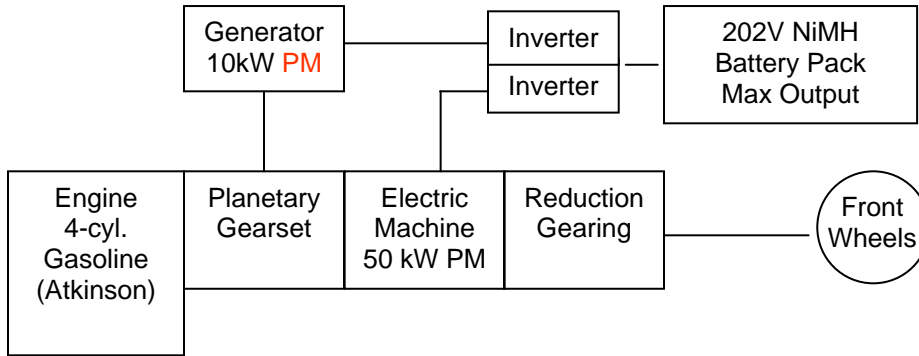 Generator
10kW PM
Inverter
Inverter
202V NiMH
Battery Pack
Max Output
Engine
4-cyl.
Gasoline
(Atkinson)
Planetary
Gearset
Electric
Machine
50 kW PM
Reduction
Gearing
Front
Wheels